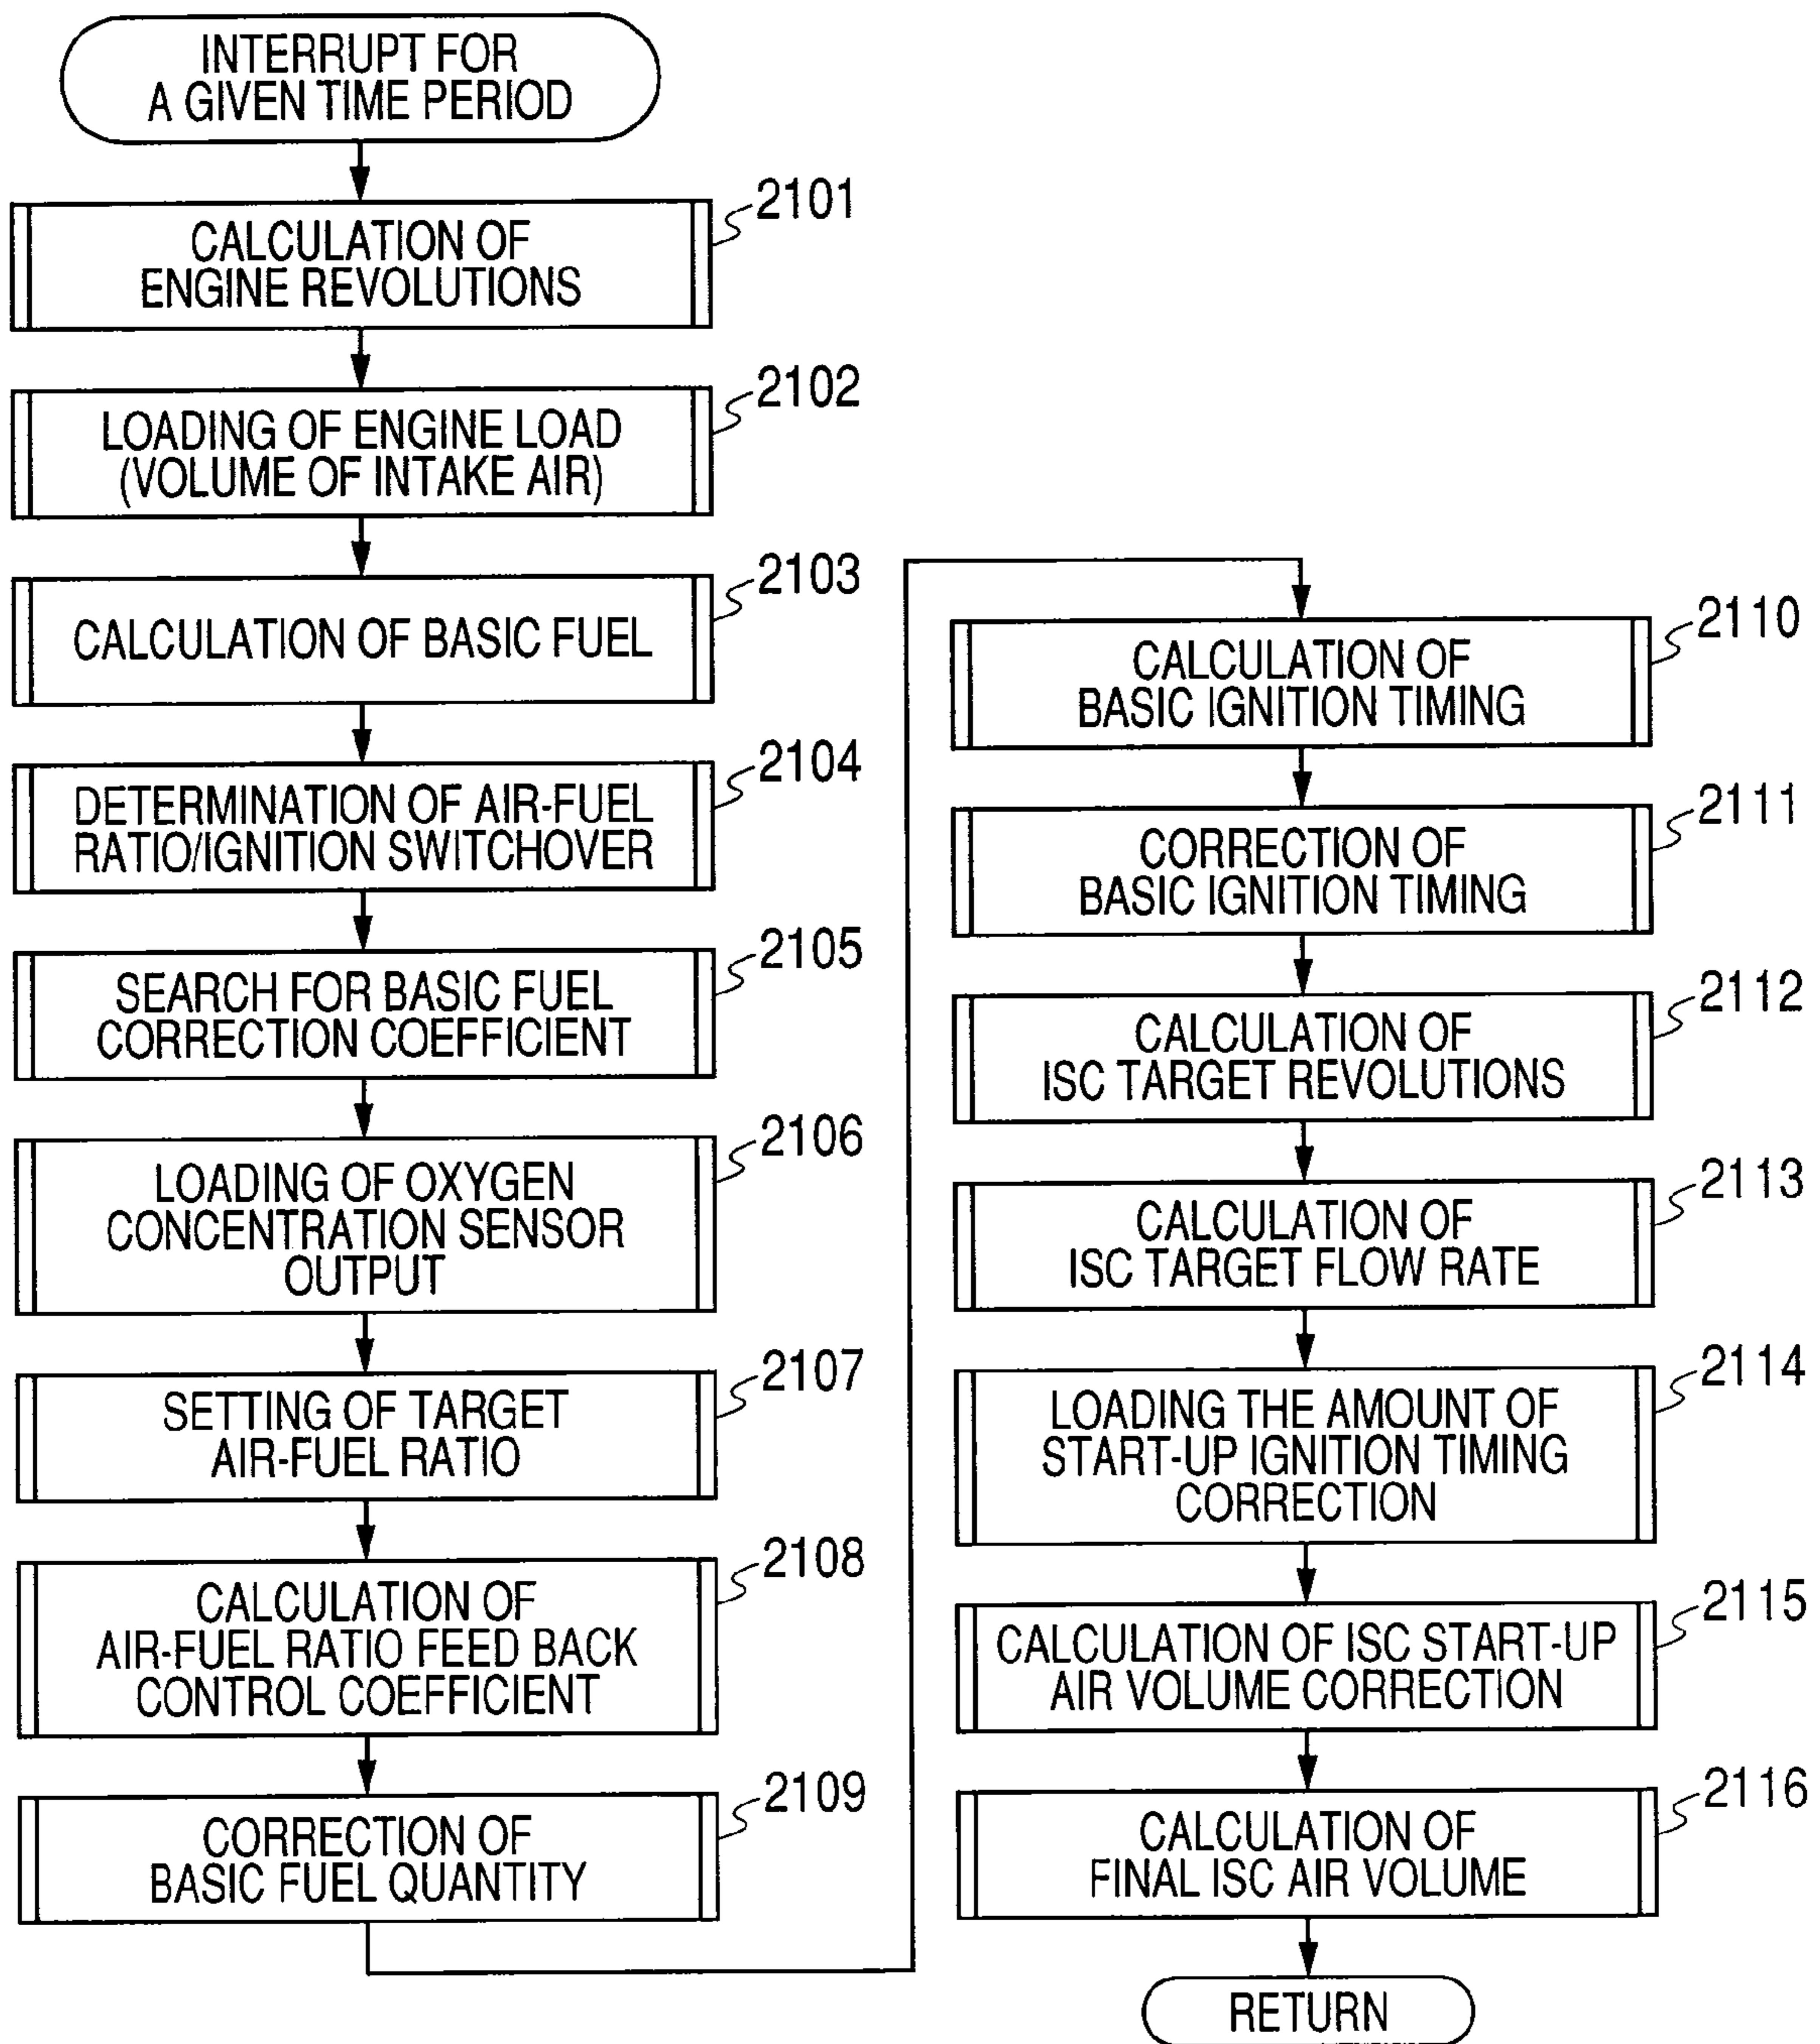 INTERRUPT FOR
A GIVEN TIME PERIOD
2101
CALCULATION OF
ENGINE REVOLUTIONS
2102
LOADING OF ENGINE LOAD
(VOLUME OF INTAKE AIR)
2103
CALCULATION OF BASIC FUEL
2104
DETERMINATION OF AIR-FUEL
RATIO/IGNITION SWITCHOVER
2105
SEARCH FOR BASIC FUEL
CORRECTION COEFFICIENT
2106
LOADING OF OXYGEN
CONCENTRATION SENSOR
OUTPUT
2107
SETTING OF TARGET
AIR-FUEL RATIO
2108
CALCULATION OF
AIR-FUEL RATIO FEED BACK
CONTROL COEFFICIENT
2109
CORRECTION OF
BASIC FUEL QUANTITY
2110
CALCULATION OF
BASIC IGNITION TIMING
2111
CORRECTION OF
BASIC IGNITION TIMING
2112
CALCULATION OF
ISC TARGET REVOLUTIONS
2113
CALCULATION OF
ISC TARGET FLOW RATE
2114
LOADING THE AMOUNT OF
START-UP IGNITION TIMING
CORRECTION
2115
CALCULATION OF ISC START-UP
AIR VOLUME CORRECTION
2116
CALCULATION OF
FINAL ISC AIR VOLUME
RETURN